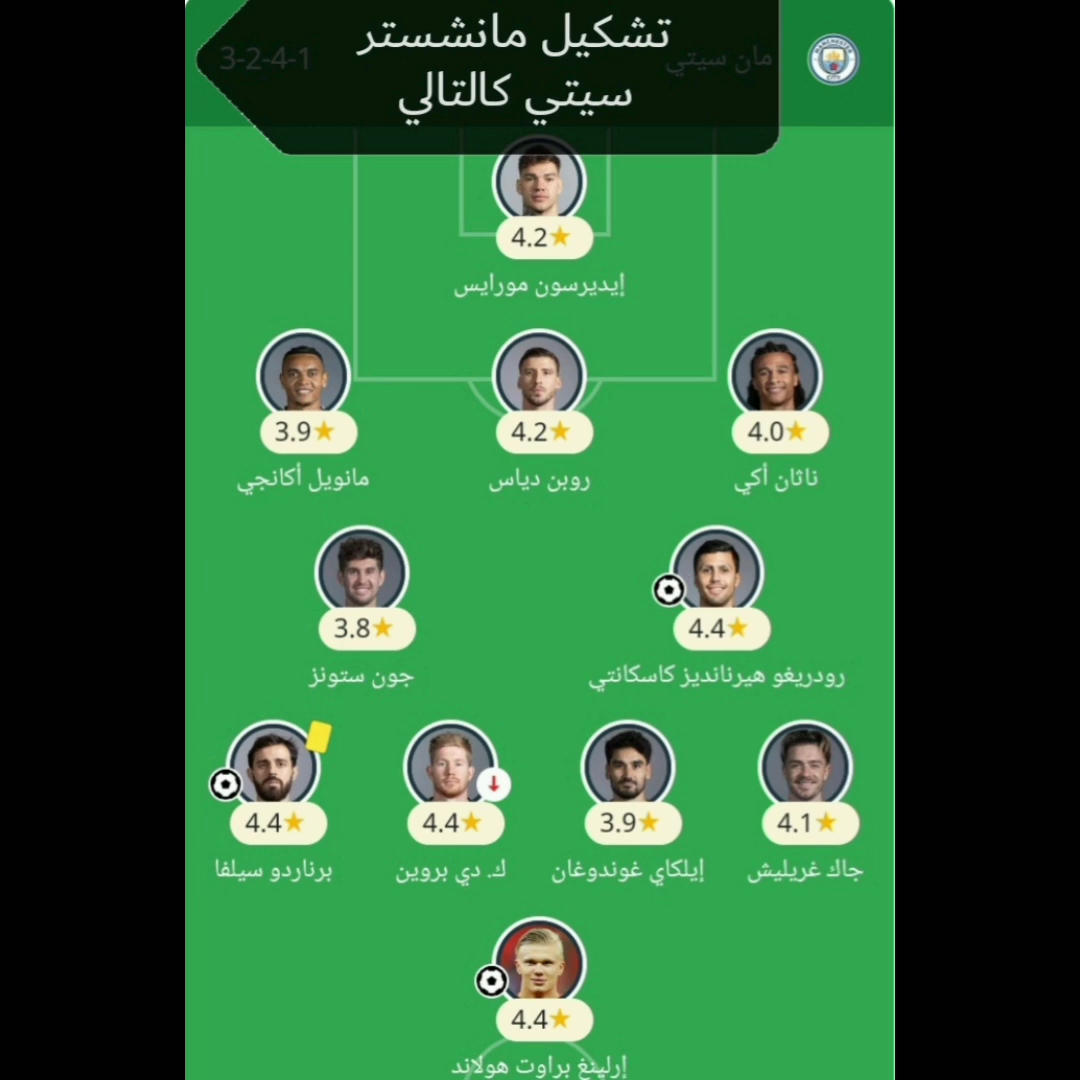 تشكيل مانشستر
سيتي كالتالي
مان سيتي
3-2-4-1
4.2
إيديرسون مورايس
3.9 4.2 4.0
مانويل أكانجي روبن دياس ناثان أكي
3.8 4.4
جون ستونز رودريغو هيرنانديز كاسكانتي
4.4 4.4 3.9 4.1
برناردو سيلفا ك. دي بروين إيلكاي غوندوغان جاك غريليش
4.4
إرلينغ براوت هولاند